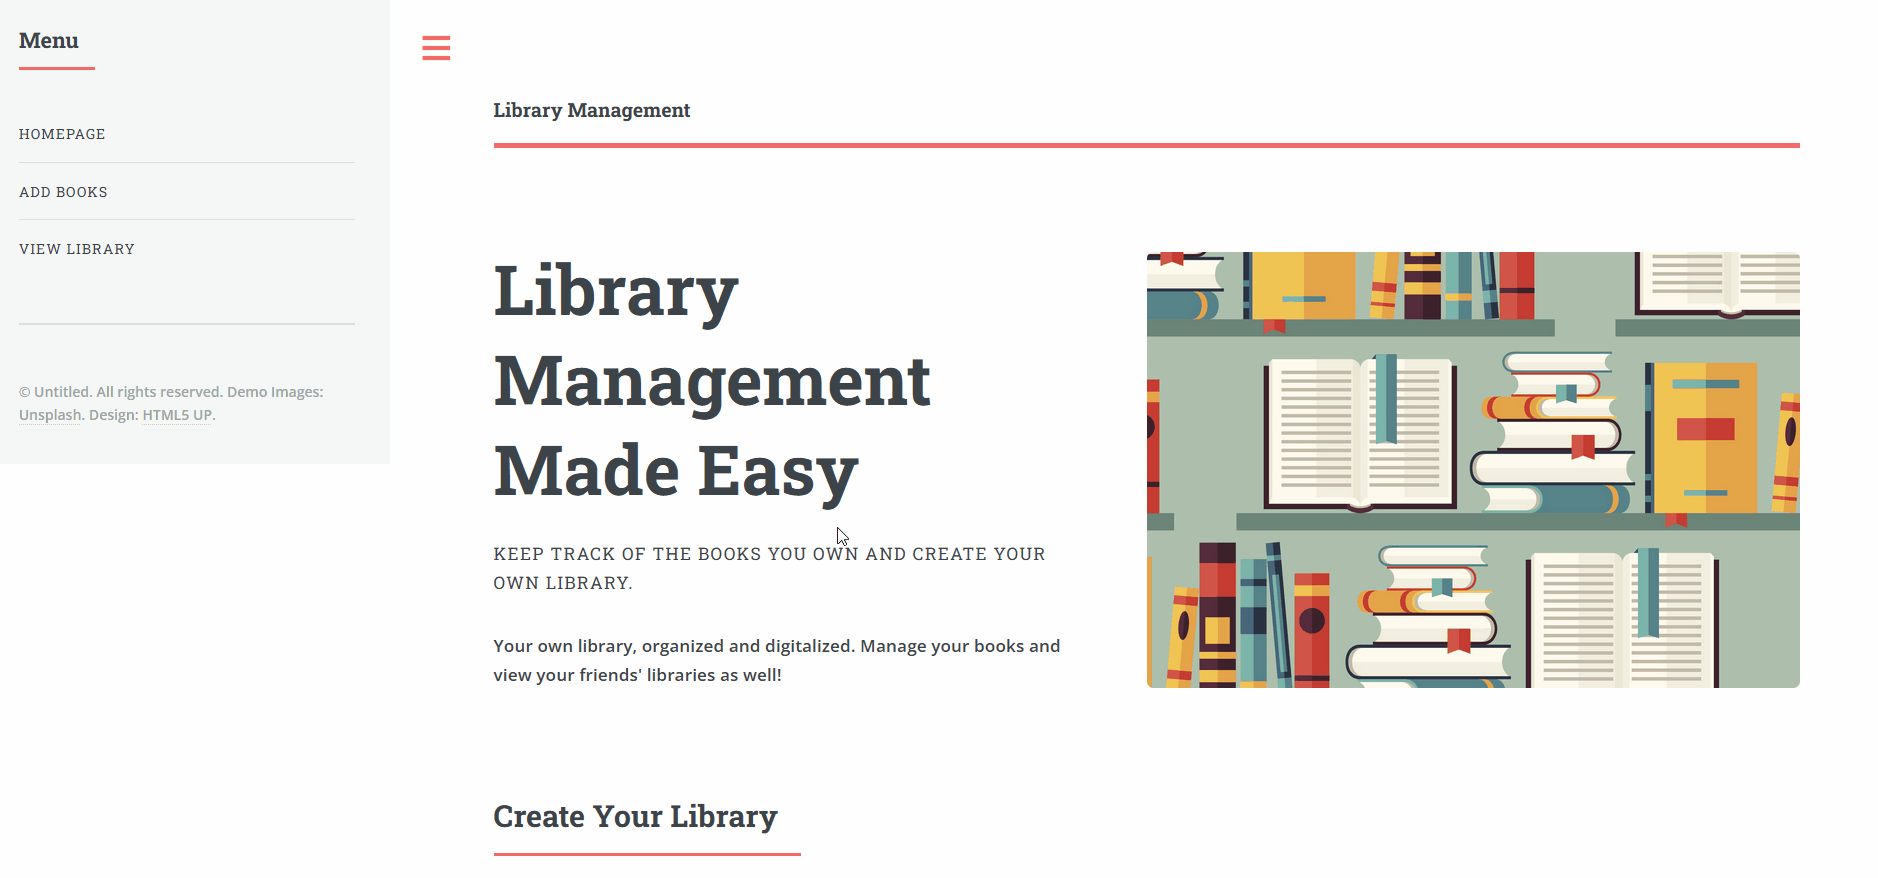 Menu
HOMEPAGE
ADD BOOKS
VIEW LIBRARY
© Untitled. All rights reserved. Demo Images:
Unsplash. Design: HTML5 UP.
Library Management
Library
Management
Made Easy
KEEP TRACK OF THE BOOKS YOU OWN AND CREATE YOUR
OWN LIBRARY.
Your own library, organized and digitalized. Manage your books and
view your friends' libraries as well!
Create Your Library